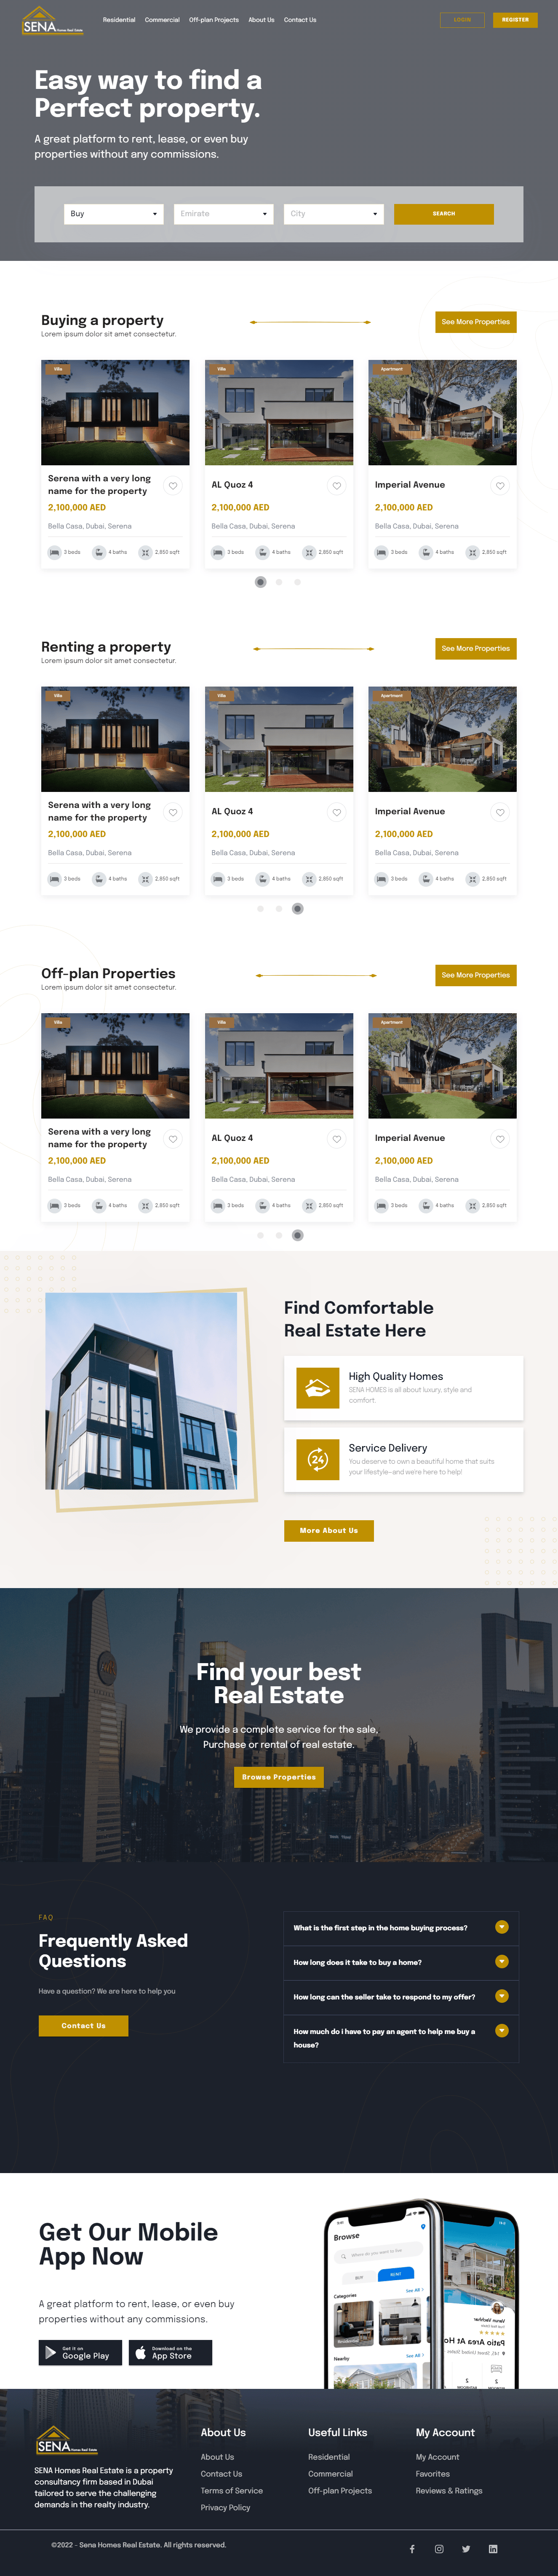 SENA Homes Real Estate
Residential Commercial Off-plan Projects About Us Contact Us
LOGIN REGISTER
Easy way to find a
Perfect property.
A great platform to rent, lease, or even buy
properties without any commissions.
Buy Emirate City SEARCH
Buying a property
Lorem ipsum dolor sit amet consectetur.
See More Properties
Villa
Serena with a very long
name for the property
2,100,000 AED
Bella Casa, Dubai, Serena
3 beds 4 baths 2,850 sqft
Villa
AL Quoz 4
2,100,000 AED
Bella Casa, Dubai, Serena
3 beds 4 baths 2,850 sqft
Apartment
Imperial Avenue
2,100,000 AED
Bella Casa, Dubai, Serena
3 beds 4 baths 2,850 sqft
Renting a property
Lorem ipsum dolor sit amet consectetur.
See More Properties
Villa
Serena with a very long
name for the property
2,100,000 AED
Bella Casa, Dubai, Serena
3 beds 4 baths 2,850 sqft
Villa
AL Quoz 4
2,100,000 AED
Bella Casa, Dubai, Serena
3 beds 4 baths 2,850 sqft
Apartment
Imperial Avenue
2,100,000 AED
Bella Casa, Dubai, Serena
3 beds 4 baths 2,850 sqft
Off-plan Properties
Lorem ipsum dolor sit amet consectetur.
See More Properties
Villa
Serena with a very long
name for the property
2,100,000 AED
Bella Casa, Dubai, Serena
3 beds 4 baths 2,850 sqft
Villa
AL Quoz 4
2,100,000 AED
Bella Casa, Dubai, Serena
3 beds 4 baths 2,850 sqft
Apartment
Imperial Avenue
2,100,000 AED
Bella Casa, Dubai, Serena
3 beds 4 baths 2,850 sqft
Find Comfortable
Real Estate Here
High Quality Homes
SENA HOMES is all about luxury, style and
comfort.
24
Service Delivery
You deserve to own a beautiful home that suits
your lifestyle—and we're here to help!
More About Us
Find your best
Real Estate
We provide a complete service for the sale,
Purchase or rental of real estate.
Browse Properties
FAQ
Frequently Asked
Questions
Have a question? We are here to help you
Contact Us
What is the first step in the home buying process?
How long does it take to buy a home?
How long can the seller take to respond to my offer?
How much do i have to pay an agent to help me buy a
house?
Get Our Mobile
App Now
A great platform to rent, lease, or even buy
properties without any commissions.
Get it on
Google Play
Download on the
App Store
Browse
Where do you want to live
BUY RENT
See All
Categories
See All
Nearby
SENA Homes Real Estate
SENA Homes Real Estate is a property
consultancy firm based in Dubai
tailored to serve the challenging
demands in the realty industry.
About Us
About Us
Contact Us
Terms of Service
Privacy Policy
Useful Links
Residential
Commercial
Off-plan Projects
My Account
My Account
Favorites
Reviews & Ratings
©2022 - Sena Homes Real Estate. All rights reserved.